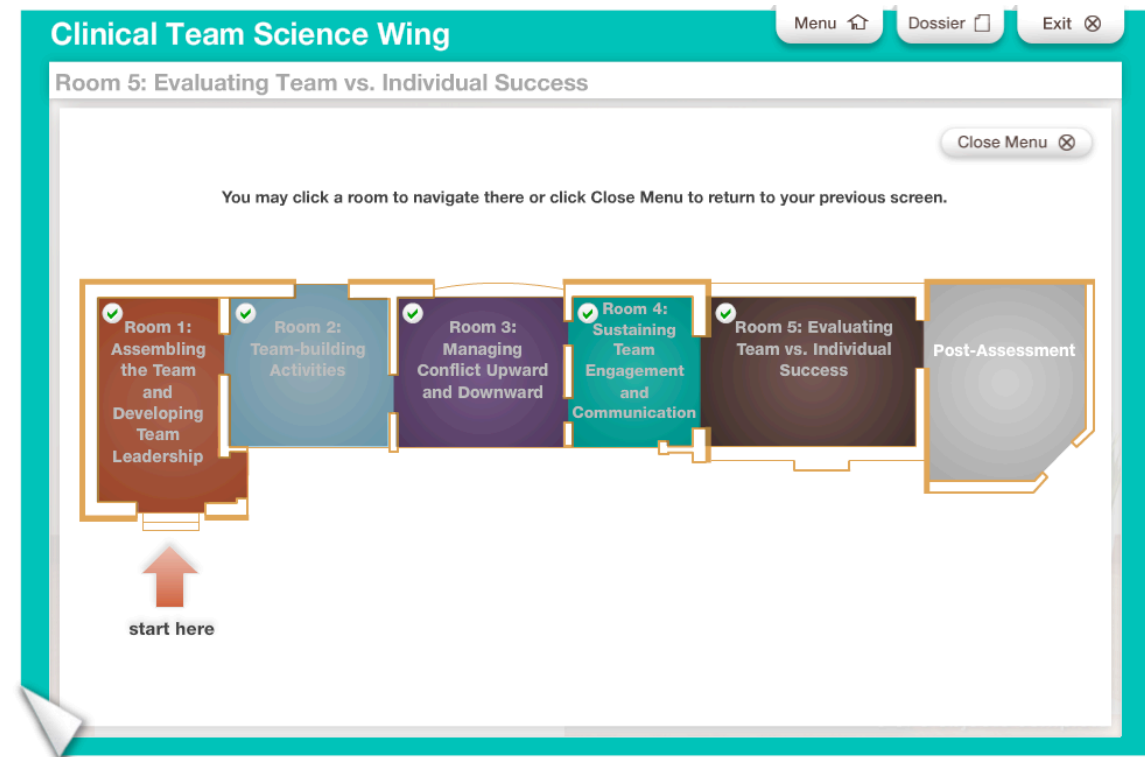 Clinical Team Science Wing
Menu
Dossier
Exit
Room 5: Evaluating Team vs. Individual Success
Close Menu
You may click a room to navigate there or click Close Menu to return to your previous screen.
Room 1:
Assembling
the Team
and
Developing
Team
Leadership
Room 2:
Team-building
Activities
Room 3:
Managing
Conflict Upward
and Downward
Room 4:
Sustaining
Team
Engagement
and
Communication
Room 5: Evaluating
Team vs. Individual
Success
Post-Assessment
start here